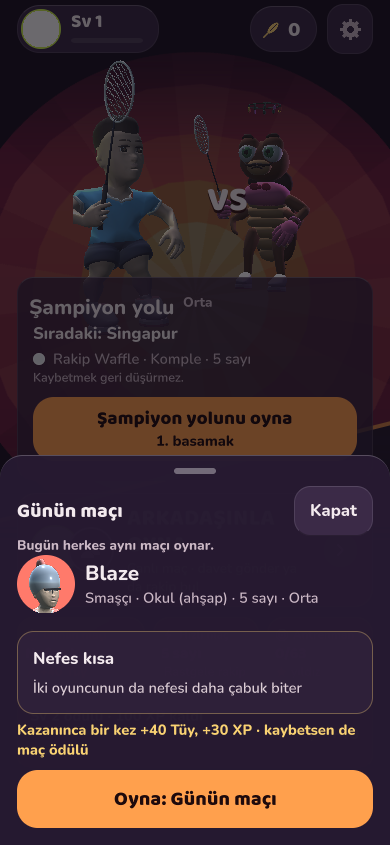 Sv 1
0
VS
Şampiyon yolu Orta
Sıradaki: Singapur
Rakip Waffle · Komple · 5 sayı
Kaybetmek geri düşürmez.
Şampiyon yolunu oyna
1. basamak
Günün maçı
Kapat
Bugün herkes aynı maçı oynar.
Blaze
Smaşçı · Okul (ahşap) · 5 sayı · Orta
Nefes kısa
İki oyuncunun da nefesi daha çabuk biter
Kazanınca bir kez +40 Tüy, +30 XP · kaybetsen de
maç ödülü
Oyna: Günün maçı